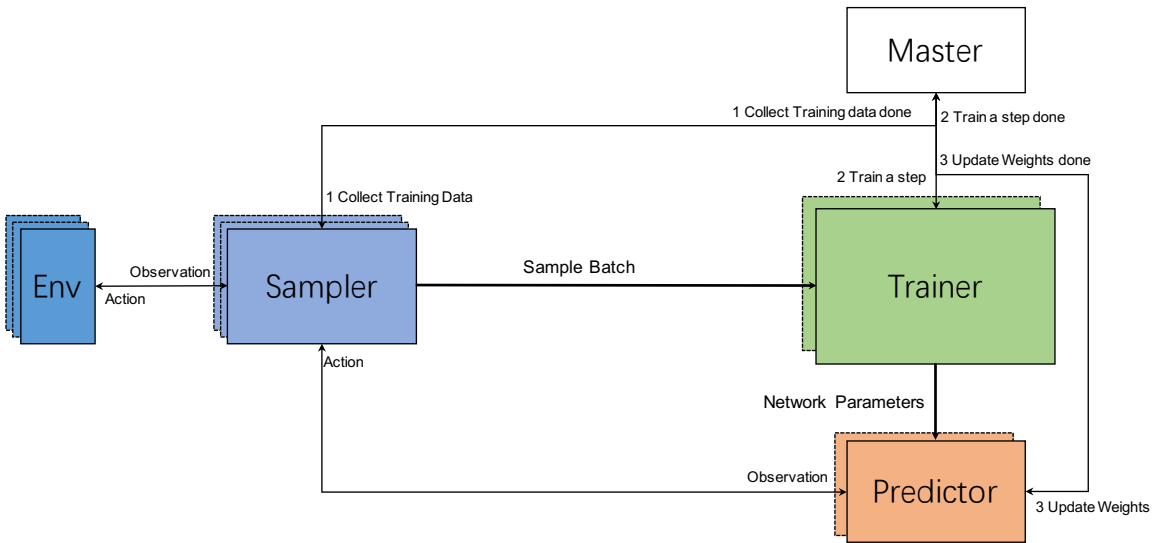 Master
1 Collect Training data done
2 Train a step done
3 Update Weights done
2 Train a step
1 Collect Training Data
Observation
Action
Env
Sampler
Sample Batch
Trainer
Action
Network Parameters
Observation
Predictor
3 Update Weights